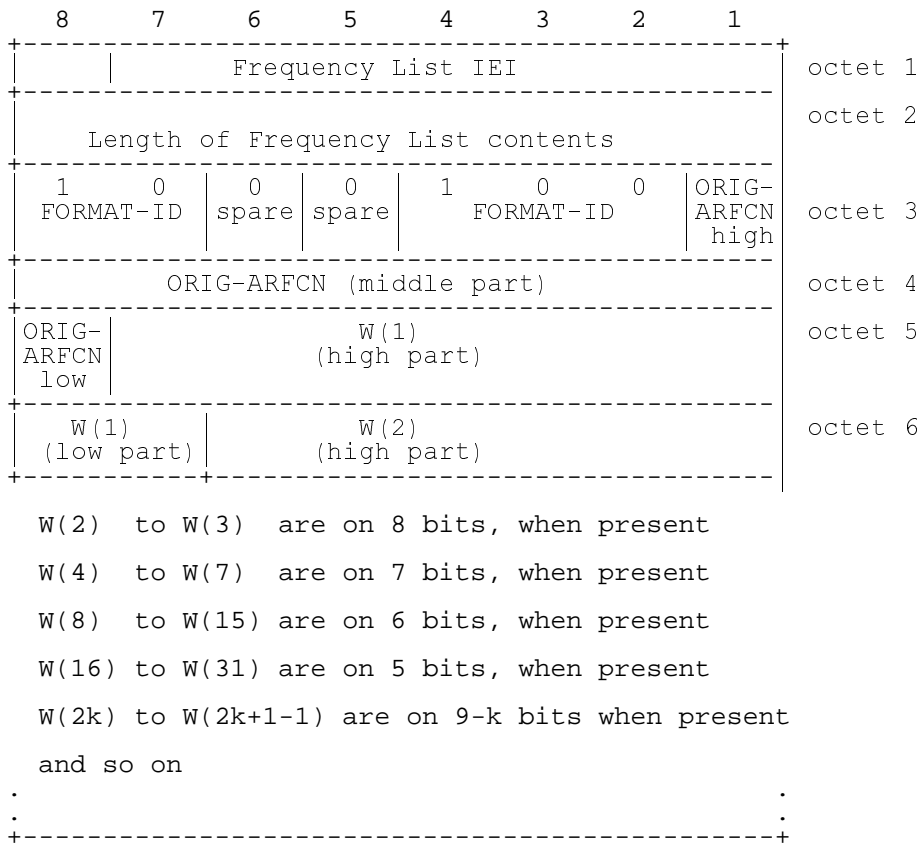 8 7 6 5 4 3 2 1
Frequency List IEI octet 1
octet 2
Length of Frequency List contents
1 0 0 0 1 0 0 ORIG-
FORMAT-ID spare spare FORMAT-ID ARFCN octet 3
high
ORIG-ARFCN (middle part) octet 4
ORIG- W(1) octet 5
ARFCN (high part)
low
W(1) W(2) octet 6
(low part) (high part)
W(2) to W(3) are on 8 bits, when present
W(4) to W(7) are on 7 bits, when present
W(8) to W(15) are on 6 bits, when present
W(16) to W(31) are on 5 bits, when present
W(2k) to W(2k+1-1) are on 9-k bits when present
and so on
. .
. .